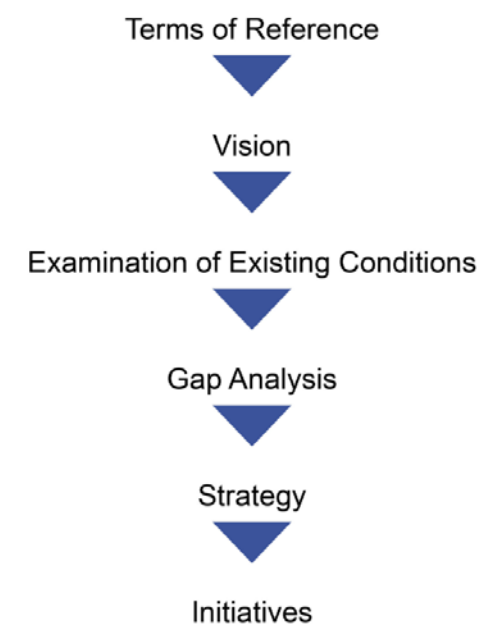 Terms of Reference
Vision
Examination of Existing Conditions
Gap Analysis
Strategy
Initiatives